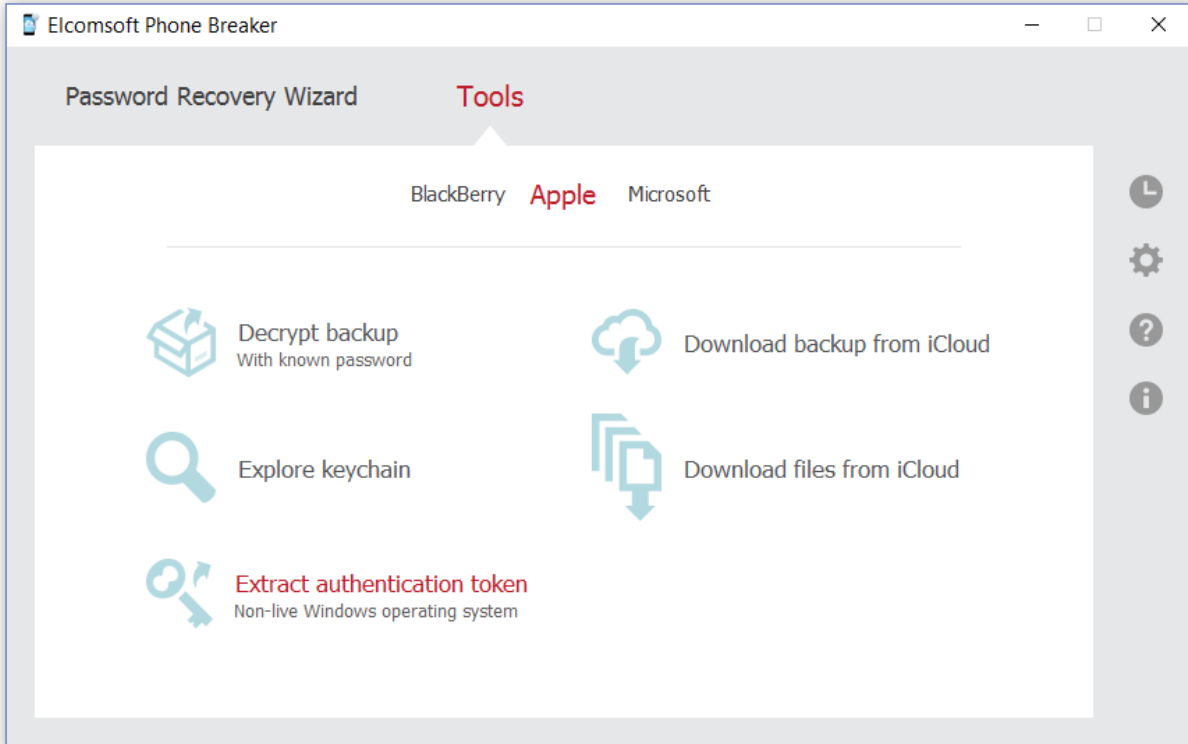 Elcomsoft Phone Breaker
Password Recovery Wizard
Tools
BlackBerry
Apple
Microsoft
Decrypt backup
With known password
Download backup from iCloud
Explore keychain
Download files from iCloud
Extract authentication token
Non-live Windows operating system